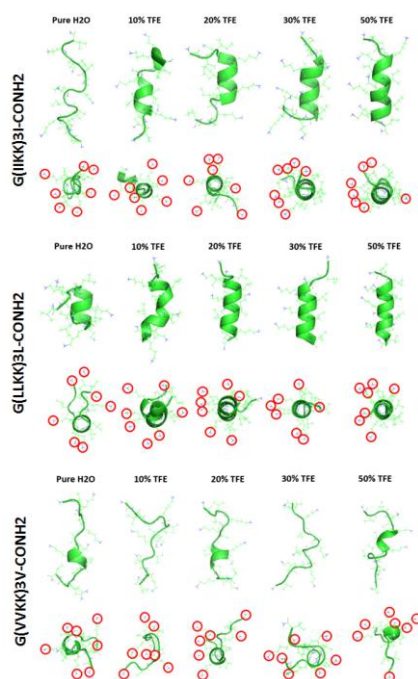 Pure H2O 10% TFE 20% TFE 30% TFE 50% TFE
G(IIKK)3I-CONH2
Pure H2O 10% TFE 20% TFE 30% TFE 50% TFE
G(LLKK)3L-CONH2
Pure H2O 10% TFE 20% TFE 30% TFE 50% TFE
G(VVKK)3V-CONH2